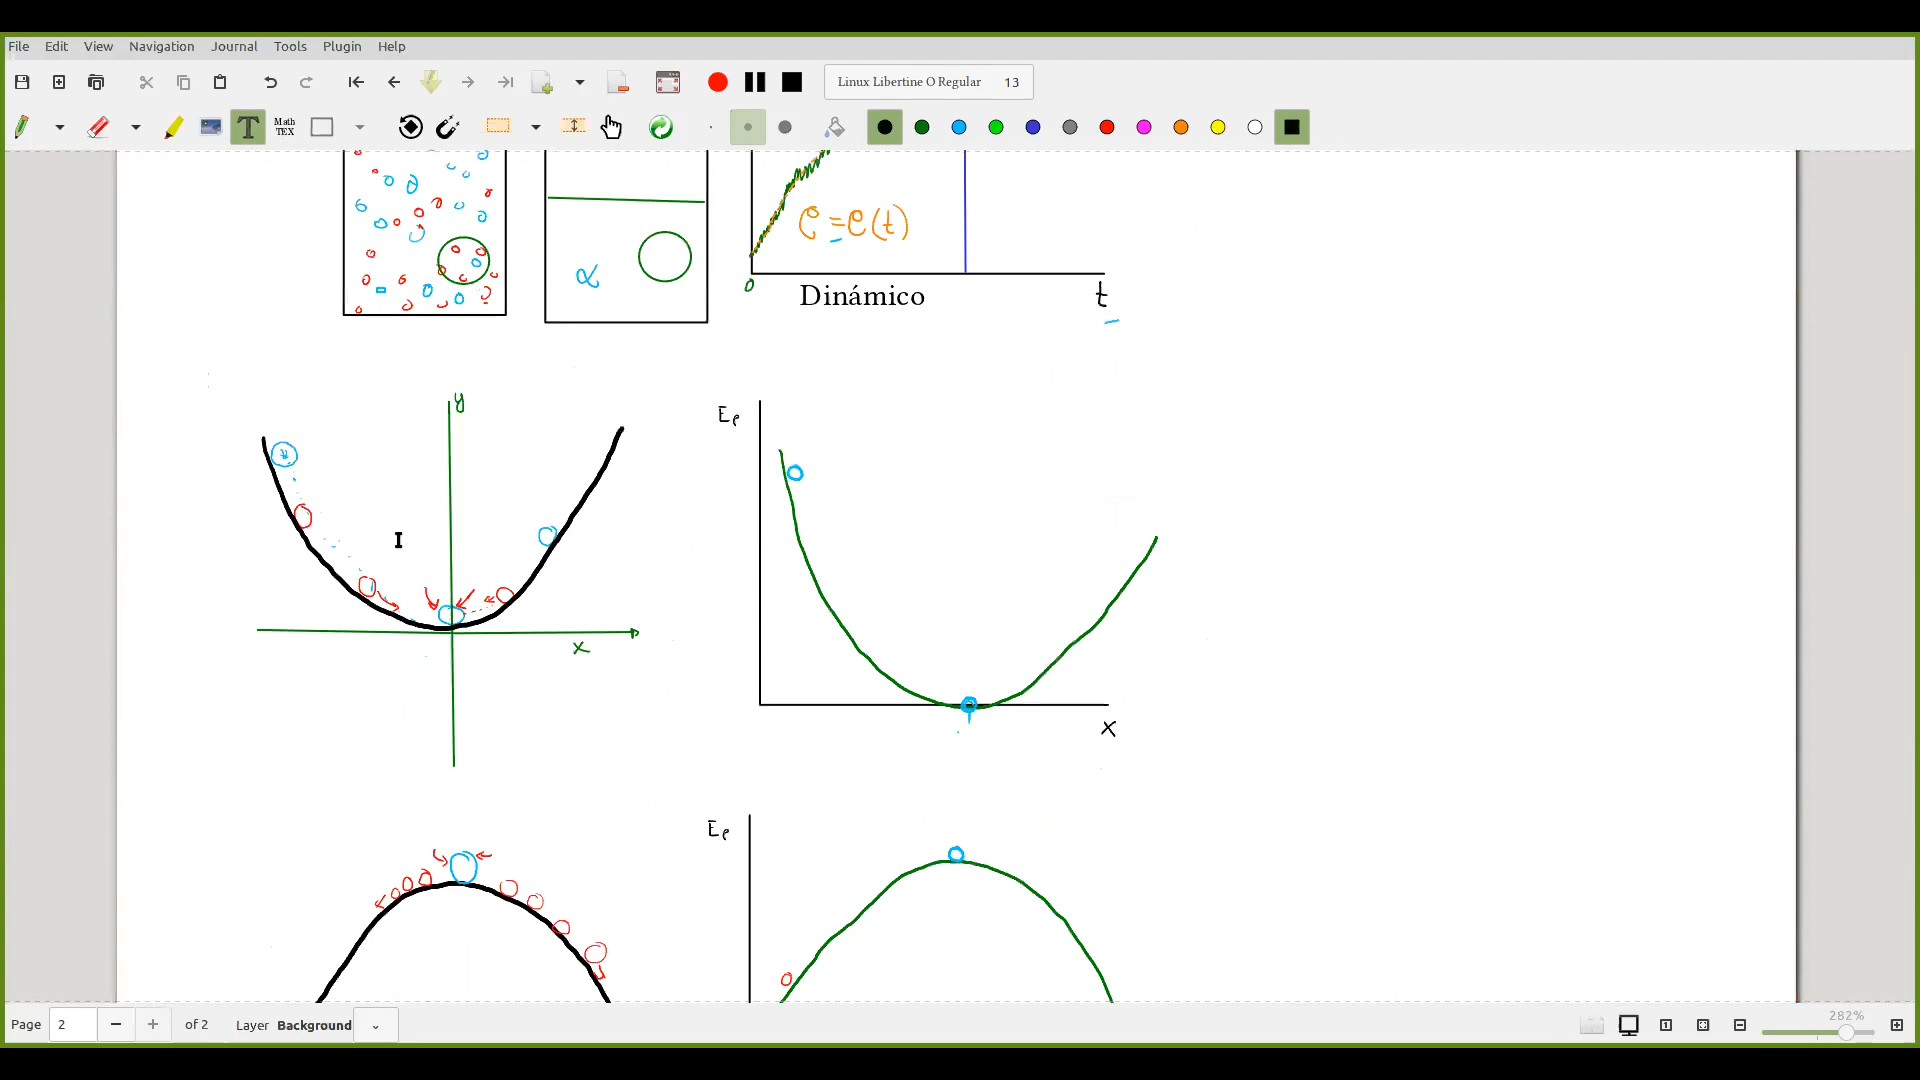 File Edit View Navigation Journal Tools Plugin Help
Linux Libertine O Regular 13
T Math TEX
ρ = ρ(t)
α
0
Dinámico
t
y
x
Eₚ
x
Eₚ
282%
Page 2 of 2 Layer Background